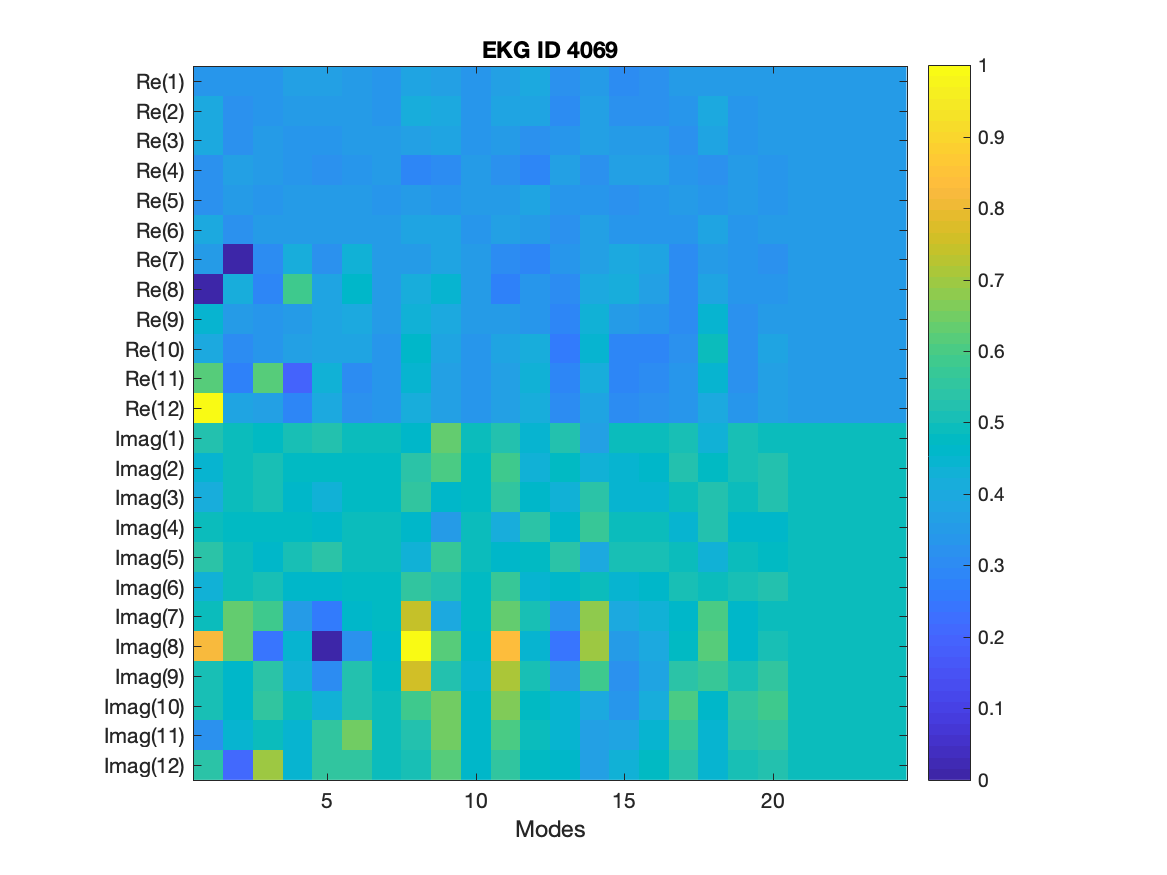 EKG ID 4069
Re(1)
Re(2)
Re(3)
Re(4)
Re(5)
Re(6)
Re(7)
Re(8)
Re(9)
Re(10)
Re(11)
Re(12)
Imag(1)
Imag(2)
Imag(3)
Imag(4)
Imag(5)
Imag(6)
Imag(7)
Imag(8)
Imag(9)
Imag(10)
Imag(11)
Imag(12)
5 10 15 20
Modes
1
0.9
0.8
0.7
0.6
0.5
0.4
0.3
0.2
0.1
0